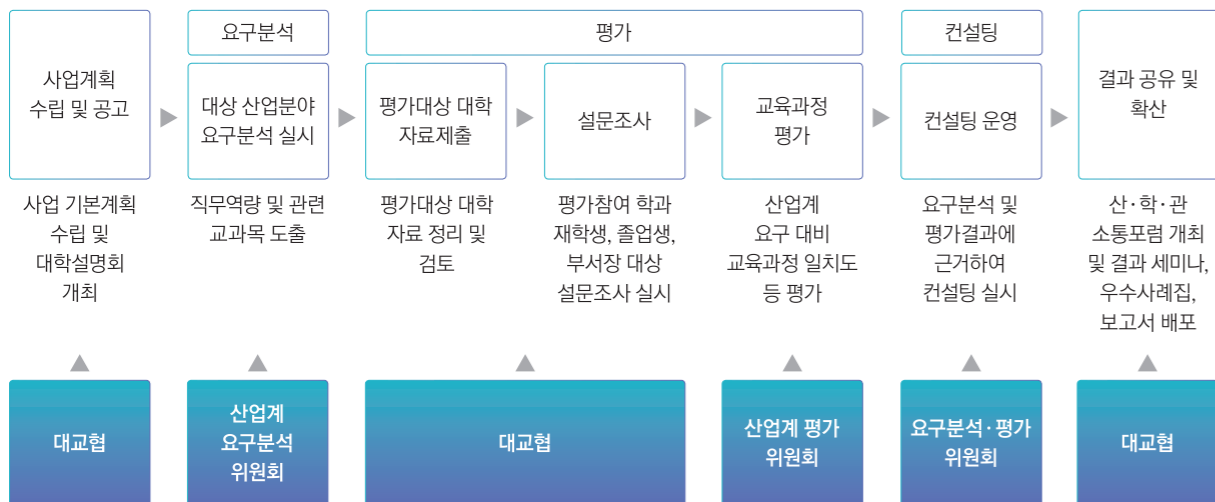 요구분석
평가
컨설팅
사업계획
수립 및 공고
대상 산업분야
요구분석 실시
평가대상 대학
자료제출
설문조사
교육과정
평가
컨설팅 운영
결과 공유 및
확산
사업 기본계획
수립 및
대학설명회
개최
직무역량 및 관련
교과목 도출
평가대상 대학
자료 정리 및
검토
평가참여 학과
재학생, 졸업생,
부서장 대상
설문조사 실시
산업계
요구 대비
교육과정 일치도
등 평가
요구분석 및
평가결과에
근거하여
컨설팅 실시
산·학·관
소통포럼 개최
및 결과 세미나,
우수사례집,
보고서 배포
대교협
산업계
요구분석
위원회
대교협
산업계 평가
위원회
요구분석·평가
위원회
대교협